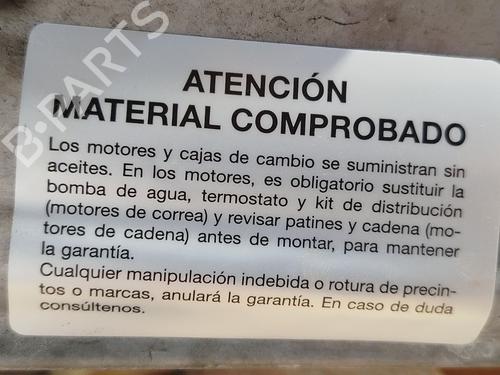 B-PARTS
ATENCIÓN
MATERIAL COMPROBADO
Los motores y cajas de cambio se suministran sin
aceites. En los motores, es obligatorio sustituir la
bomba de agua, termostato y kit de distribución
(motores de correa) y revisar patines y cadena (mo-
tores de cadena) antes de montar, para mantener
la garantía.
Cualquier manipulación indebida o rotura de precin-
tos o marcas, anulará la garantía. En caso de duda
consúltenos.